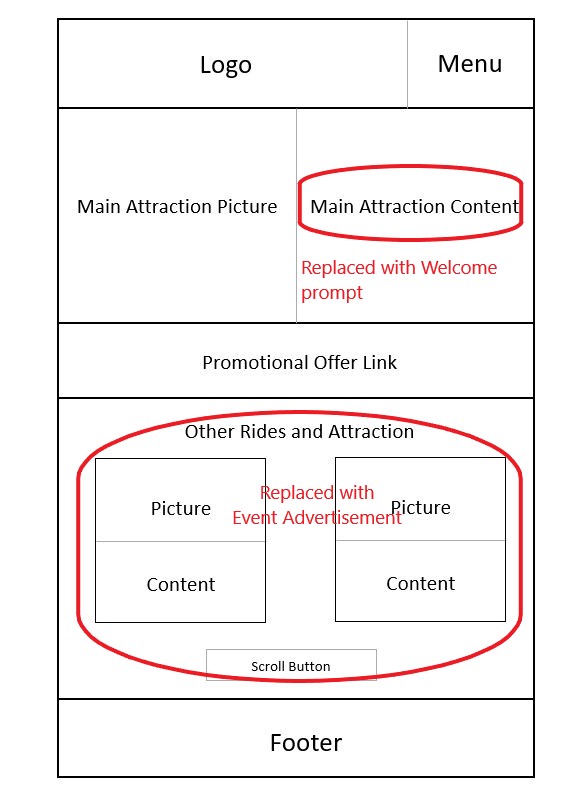 Logo
Menu
Main Attraction Picture
Main Attraction Content
Replaced with Welcome
prompt
Promotional Offer Link
Other Rides and Attraction
Replaced with
Event Advertisement
Picture
Picture
Content
Content
Scroll Button
Footer